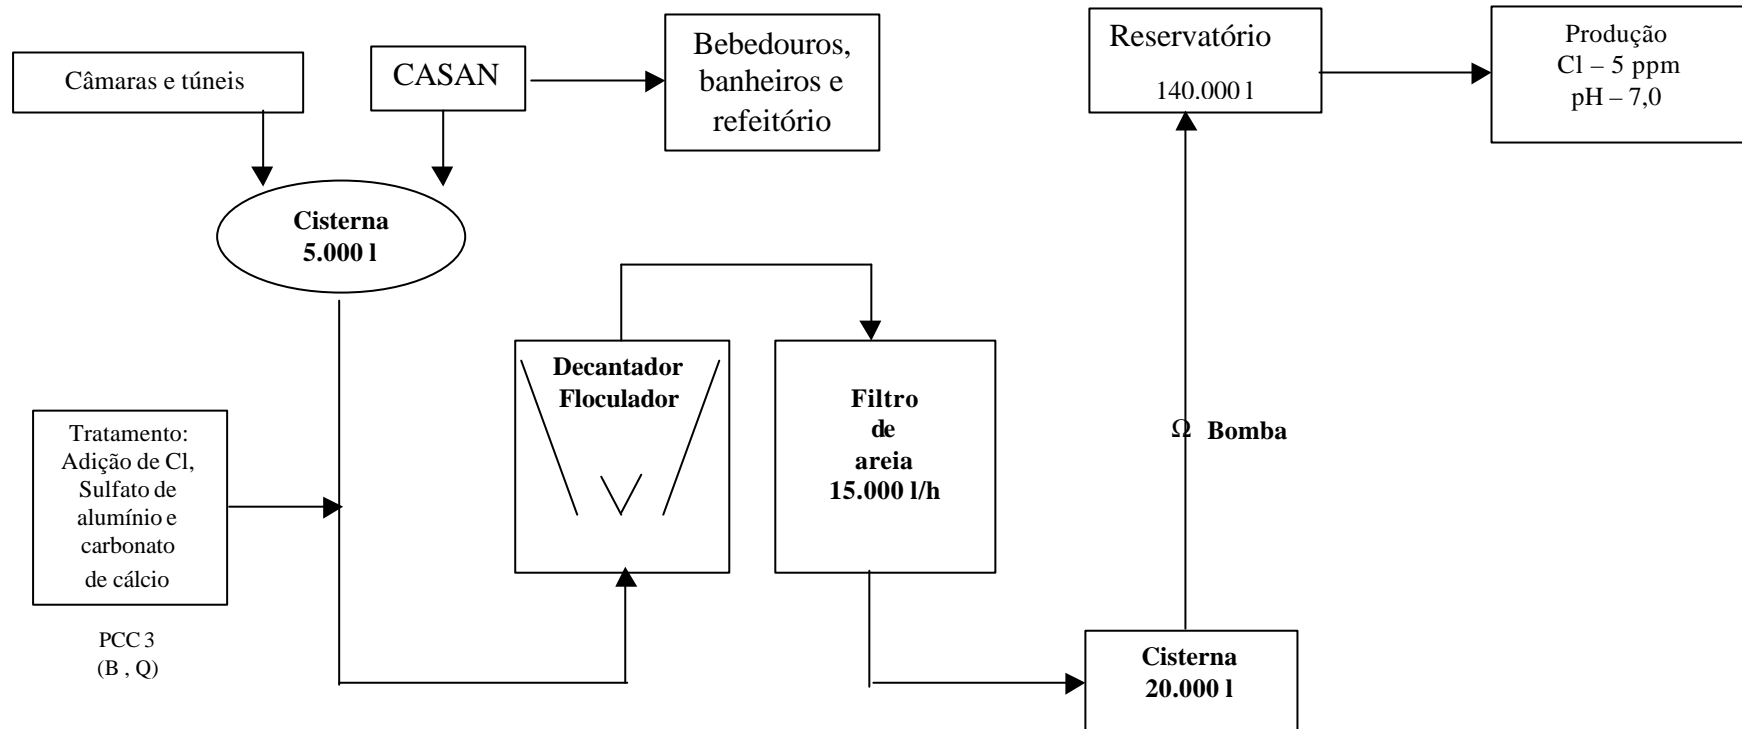 Câmaras e túneis
CASAN
Bebedouros,
banheiros e
refeitório
Reservatório
140.000 l
Produção
Cl – 5 ppm
pH – 7,0
Cisterna
5.000 l
Decantador
Floculador
Filtro
de
areia
15.000 l/h
Tratamento:
Adição de Cl,
Sulfato de
alumínio e
carbonato
de cálcio
PCC 3
(B , Q)
Ω Bomba
Cisterna
20.000 l